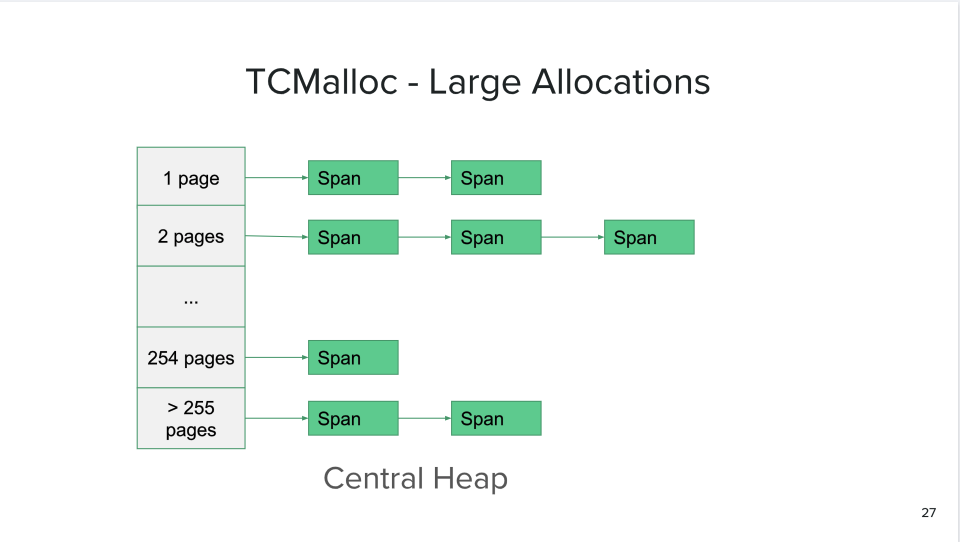 TCMalloc - Large Allocations
1 page
Span
Span
2 pages
Span
Span
Span
...
254 pages
Span
> 255
pages
Span
Span
Central Heap
27